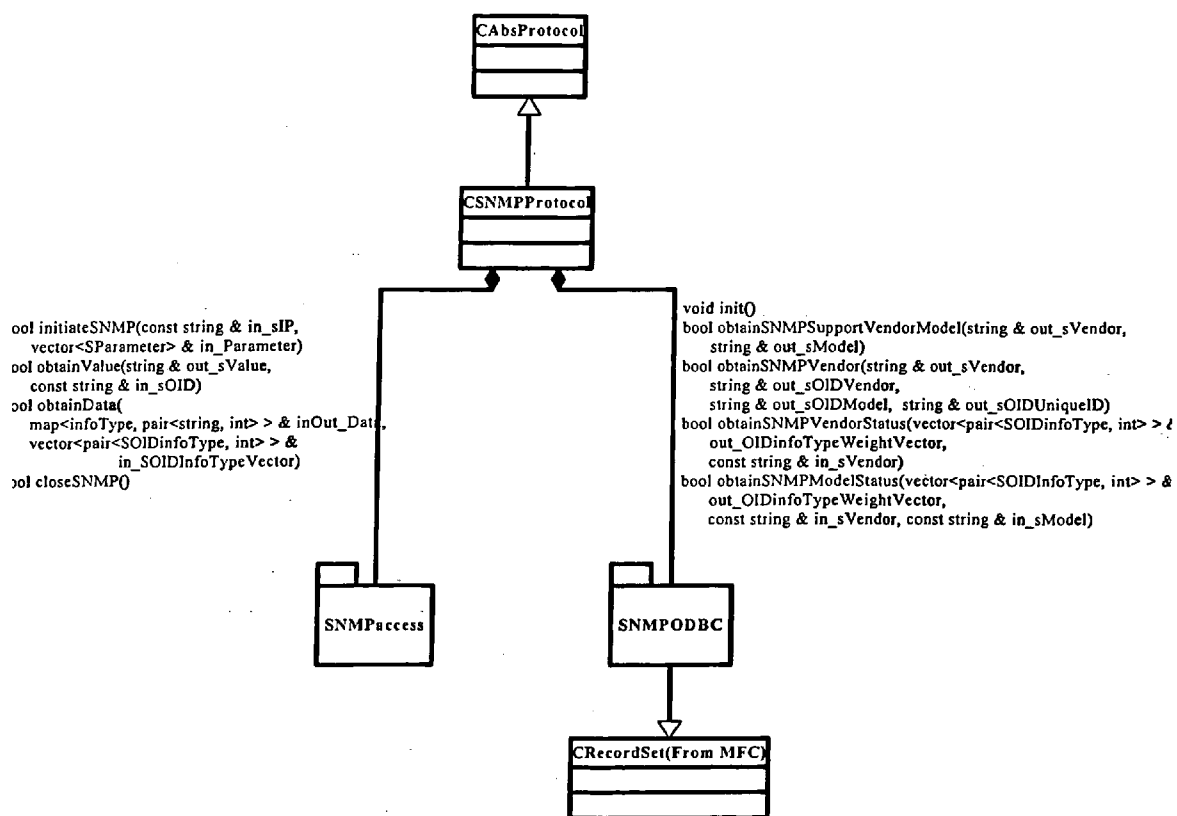 CAbsProtocol
CSNMPProtocol
ool initiateSNMP(const string & in_sIP,
vector<SParameter> & in_Parameter)
ool obtainValue(string & out_sValue,
const string & in_sOID)
ool obtainData(
map<infoType, pair<string, int> > & inOut_Data,
vector<pair<SOIDinfoType, int> > &
in_SOIDInfoTypeVector)
ool closeSNMP()
void init()
bool obtainSNMPSupportVendorModel(string & out_sVendor,
string & out_sModel)
bool obtainSNMPVendor(string & out_sVendor,
string & out_sOIDVendor,
string & out_sOIDModel, string & out_sOIDUniqueID)
bool obtainSNMPVendorStatus(vector<pair<SOIDinfoType, int> > &
out_OIDinfoTypeWeightVector,
const string & in_sVendor)
bool obtainSNMPModelStatus(vector<pair<SOIDInfoType, int> > &
out_OIDinfoTypeWeightVector,
const string & in_sVendor, const string & in_sModel)
SNMPaccess
SNMPODBC
CRecordSet(From MFC)